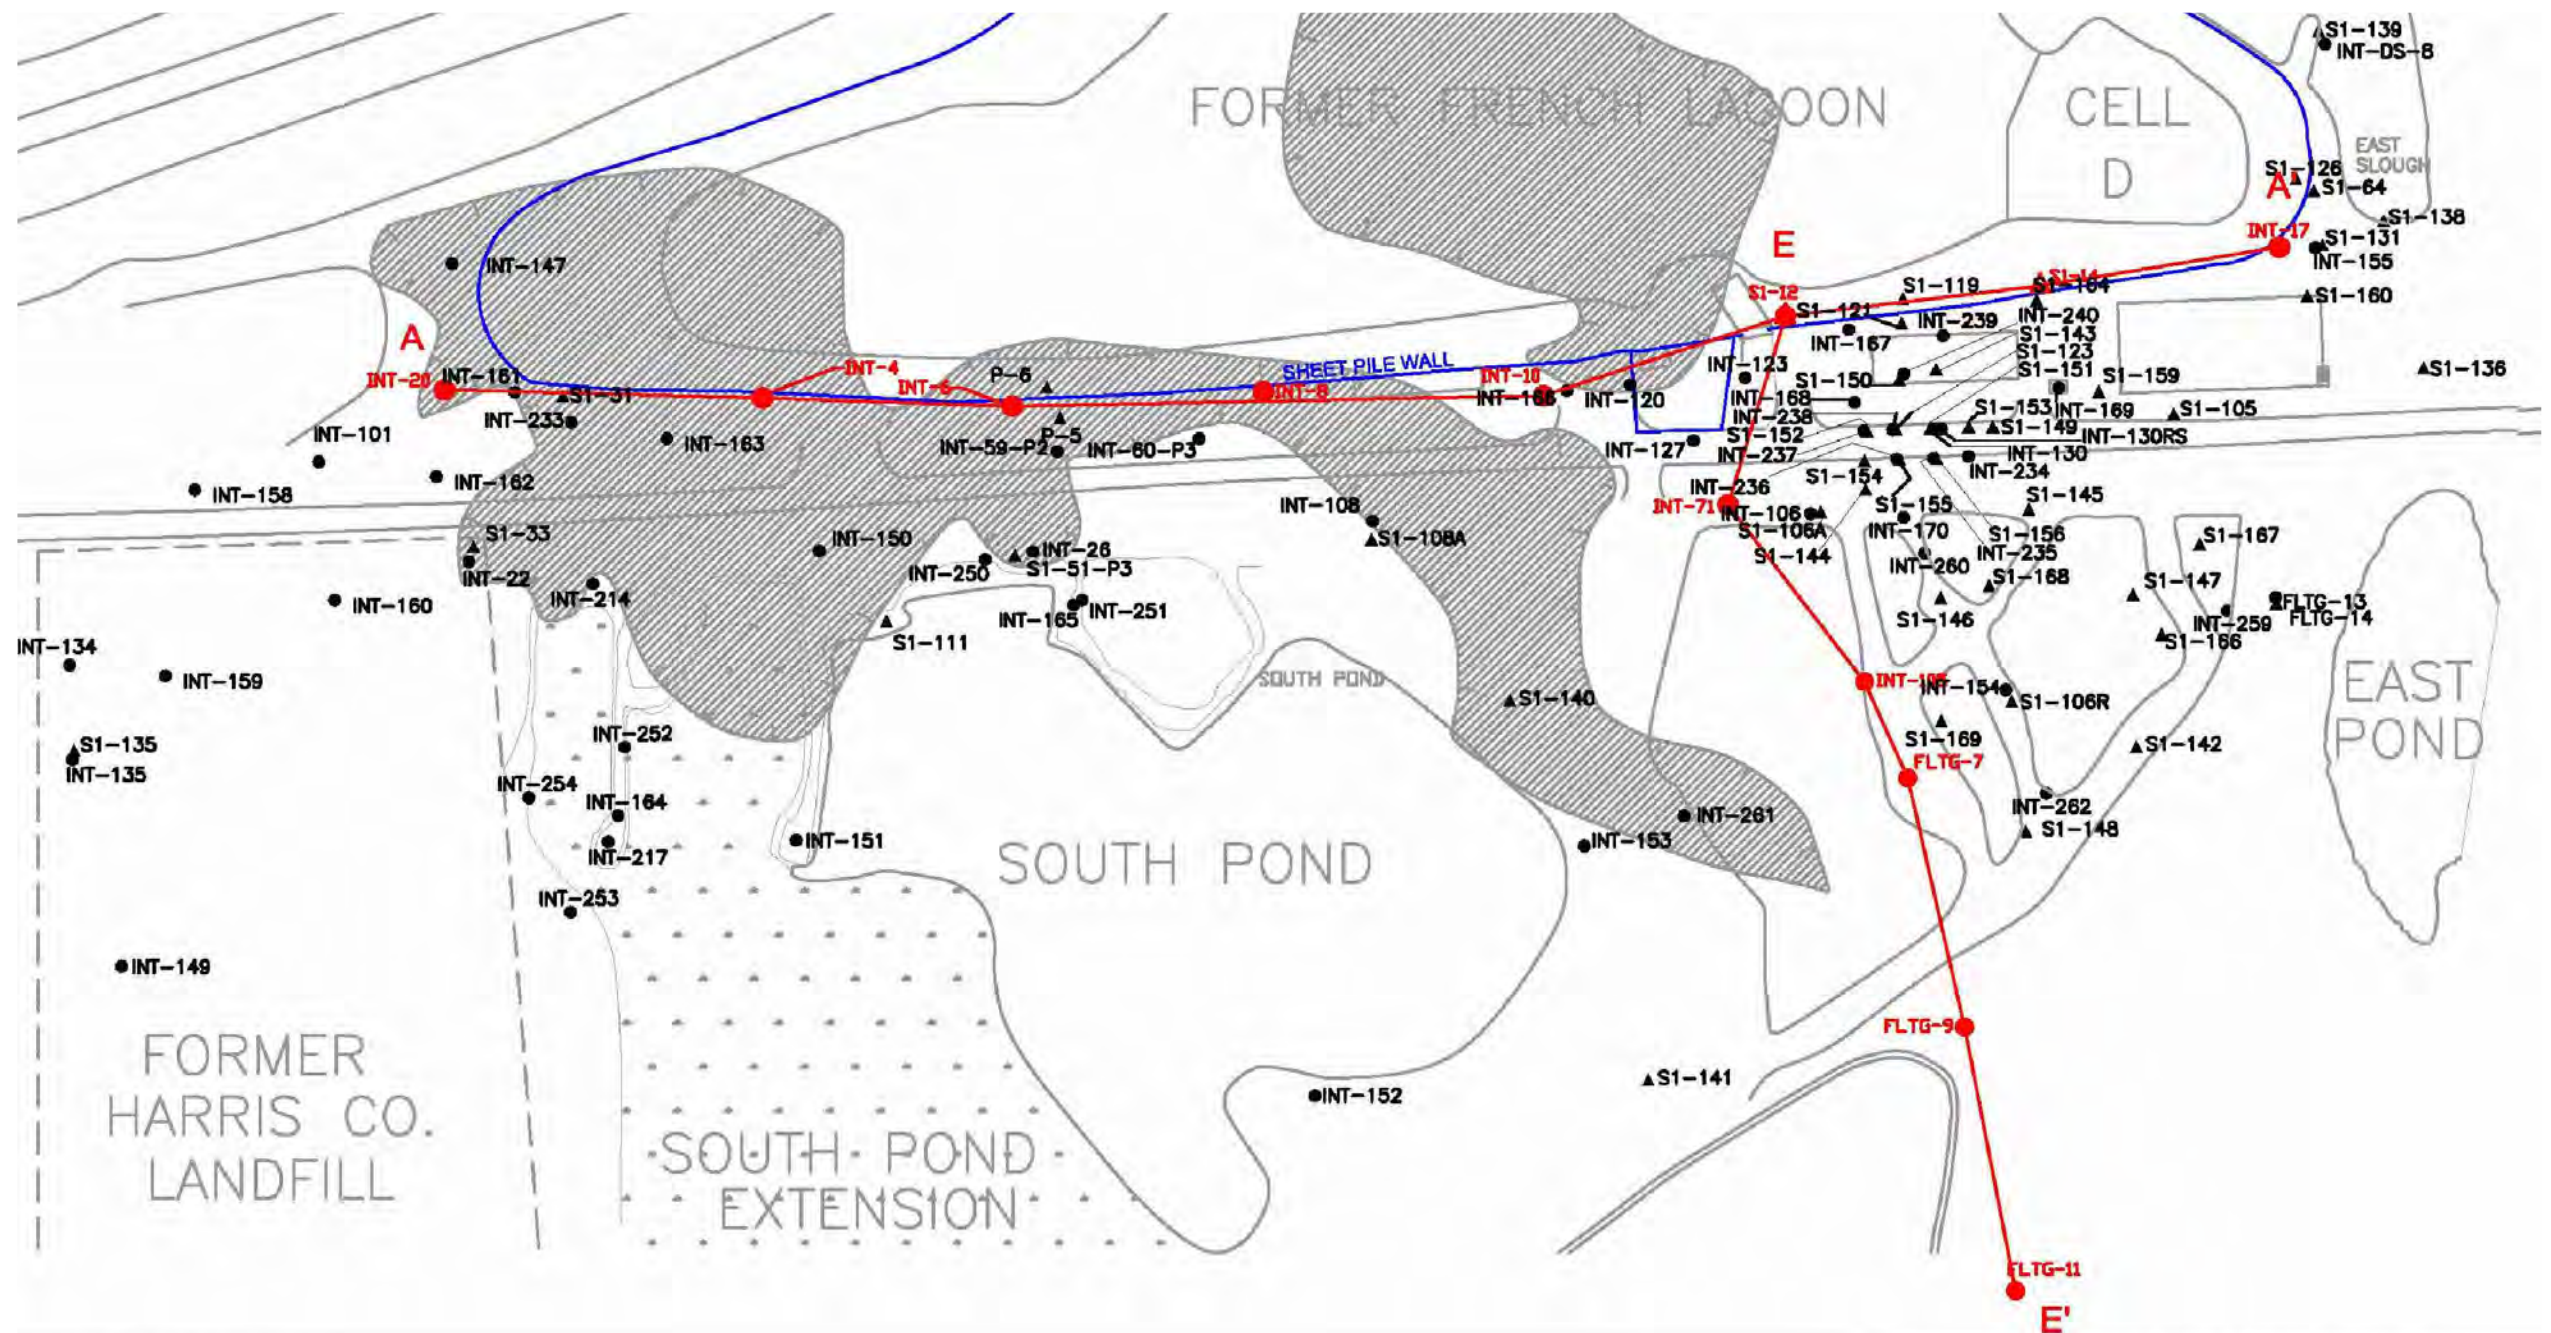 S1-139
INT-DS-8
FORMER FRENCH LAGOON
CELL
D
EAST
SLOUGH
S1-126
A'
S1-64
S1-138
INT-17
S1-131
INT-155
S1-160
E
S1-12
S1-14
S1-164
S1-119
S1-121
INT-240
INT-239
S1-143
INT-167
S1-123
S1-151
INT-147
A
INT-20
INT-161
S1-31
INT-233
INT-4
INT-6
P-6
SHEET PILE WALL
INT-8
INT-10
INT-166
INT-120
INT-123
S1-150
S1-159
S1-136
INT-168
INT-238
S1-153
INT-169
S1-105
S1-152
S1-149
INT-130RS
INT-101
INT-163
P-5
INT-59-P2
INT-60-P3
INT-127
INT-237
INT-130
INT-234
S1-154
INT-158
INT-162
INT-108
INT-236
INT-71
INT-106
S1-106A
S1-155
INT-170
S1-145
S1-33
INT-22
INT-150
INT-26
S1-51-P3
INT-250
S1-108A
S1-144
S1-156
INT-235
S1-167
INT-260
S1-168
S1-147
INT-160
INT-214
INT-165
INT-251
S1-146
FLTG-13
FLTG-14
INT-259
S1-166
INT-134
INT-159
S1-111
SOUTH POND
INT-154
S1-106R
S1-140
EAST
POND
S1-135
INT-135
INT-252
S1-169
S1-142
FLTG-7
INT-254
INT-164
INT-217
INT-151
INT-262
S1-148
INT-261
INT-153
SOUTH POND
INT-253
INT-149
FLTG-9
FORMER
HARRIS CO.
LANDFILL
INT-152
S1-141
SOUTH POND
EXTENSION
FLTG-11
E'